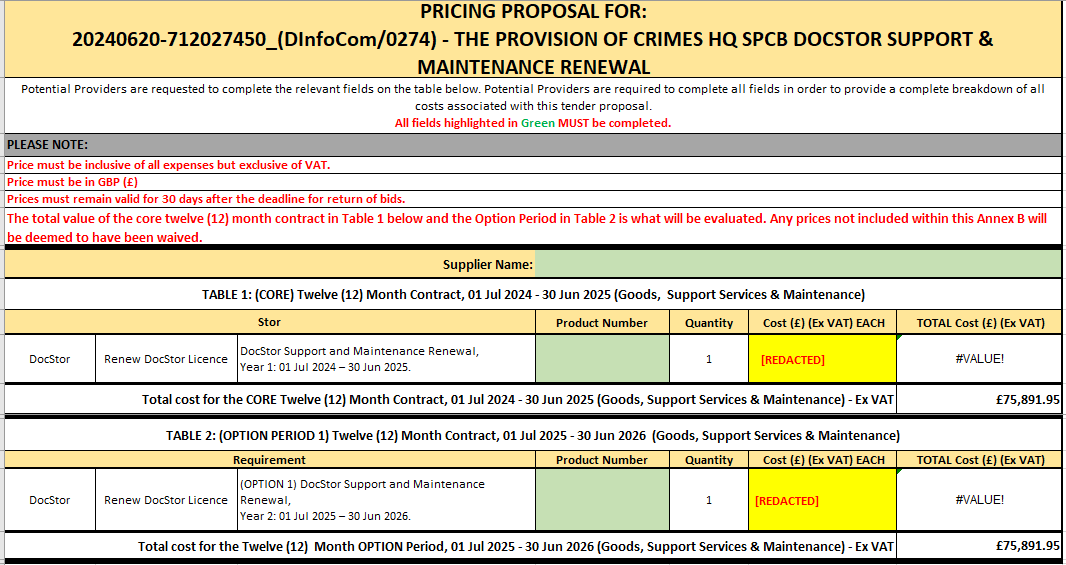 PRICING PROPOSAL FOR:
20240620-712027450_(DInfoCom/0274) - THE PROVISION OF CRIMES HQ SPCB DOCSTOR SUPPORT &
MAINTENANCE RENEWAL
Potential Providers are requested to complete the relevant fields on the table below. Potential Providers are required to complete all fields in order to provide a complete breakdown of all
costs associated with this tender proposal.
All fields highlighted in Green MUST be completed.
PLEASE NOTE:
Price must be inclusive of all expenses but exclusive of VAT.
Price must be in GBP (£)
Prices must remain valid for 30 days after the deadline for return of bids.
The total value of the core twelve (12) month contract in Table 1 below and the Option Period in Table 2 is what will be evaluated. Any prices not included within this Annex B will
be deemed to have been waived.
Supplier Name:
TABLE 1: (CORE) Twelve (12) Month Contract, 01 Jul 2024 - 30 Jun 2025 (Goods, Support Services & Maintenance)
Stor Product Number Quantity Cost (£) (Ex VAT) EACH TOTAL Cost (£) (Ex VAT)
DocStor Renew DocStor Licence DocStor Support and Maintenance Renewal,
Year 1: 01 Jul 2024 – 30 Jun 2025. 1 [REDACTED] #VALUE!
Total cost for the CORE Twelve (12) Month Contract, 01 Jul 2024 - 30 Jun 2025 (Goods, Support Services & Maintenance) - Ex VAT £75,891.95
TABLE 2: (OPTION PERIOD 1) Twelve (12) Month Contract, 01 Jul 2025 - 30 Jun 2026 (Goods, Support Services & Maintenance)
Requirement Product Number Quantity Cost (£) (Ex VAT) EACH TOTAL Cost (£) (Ex VAT)
DocStor Renew DocStor Licence (OPTION 1) DocStor Support and Maintenance
Renewal,
Year 2: 01 Jul 2025 – 30 Jun 2026. 1 [REDACTED] #VALUE!
Total cost for the Twelve (12) Month OPTION Period, 01 Jul 2025 - 30 Jun 2026 (Goods, Support Services & Maintenance) - Ex VAT £75,891.95